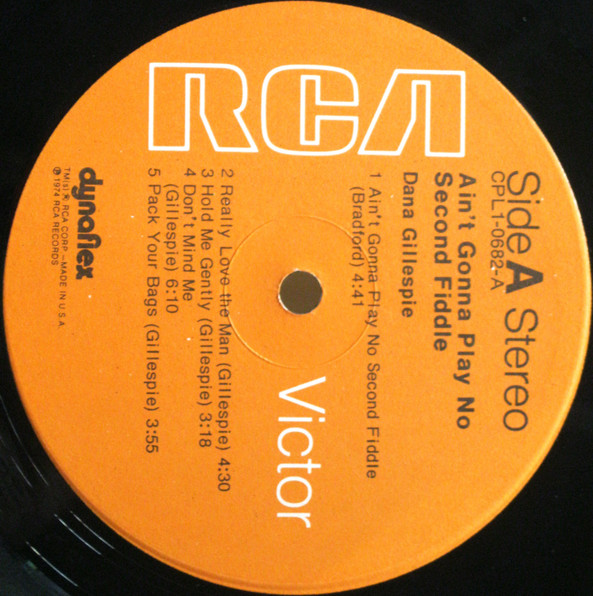 RCA
Side A Stereo
CPL1-0682-A
Ain't Gonna Play No
Second Fiddle
Dana Gillespie
1 Ain't Gonna Play No Second Fiddle
(Bradford) 4:41
Victor
2 Really Love the Man (Gillespie) 4:30
3 Hold Me Gently (Gillespie) 3:18
4 Don't Mind Me
(Gillespie) 6:10
5 Pack Your Bags (Gillespie) 3:55
dynaflex
TM(s) ® RCA CORP.—MADE IN U.S.A.
℗ 1974 RCA RECORDS